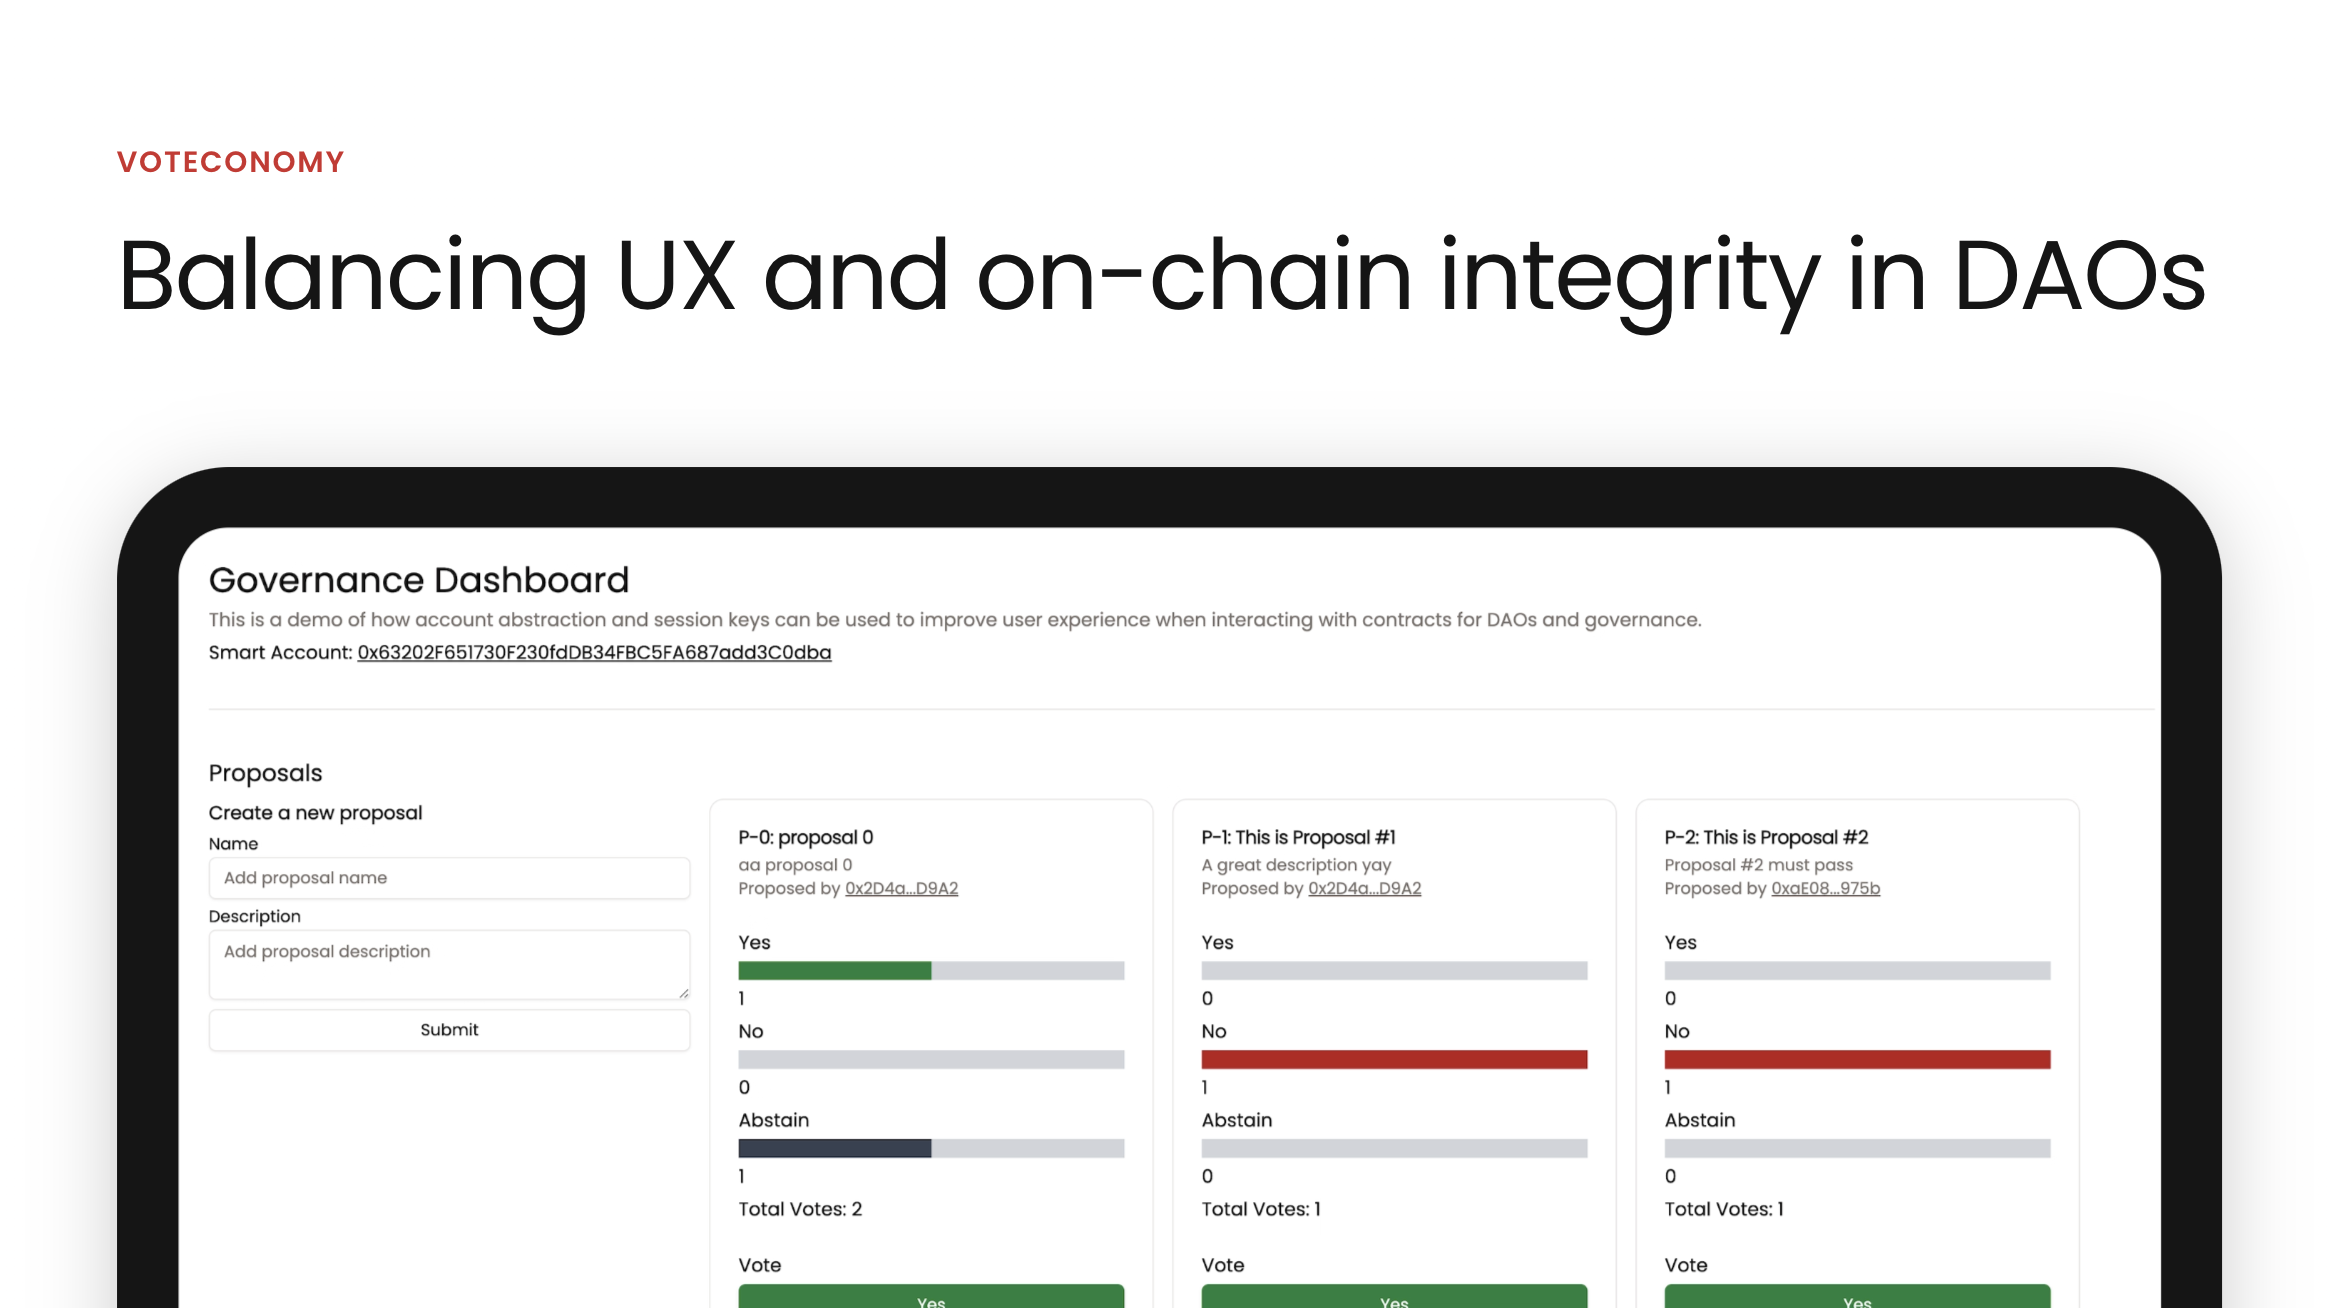 VOTECONOMY
Balancing UX and on-chain integrity in DAOs
Governance Dashboard
This is a demo of how account abstraction and session keys can be used to improve user experience when interacting with contracts for DAOs and governance.
Smart Account: 0x63202F651730F230fdDB34FBC5FA687add3C0dba
Proposals
Create a new proposal
Name
Add proposal name
Description
Add proposal description
Submit
P-0: proposal 0
aa proposal 0
Proposed by 0x2D4a...D9A2
Yes
1
No
0
Abstain
1
Total Votes: 2
Vote
Yes
P-1: This is Proposal #1
A great description yay
Proposed by 0x2D4a...D9A2
Yes
0
No
1
Abstain
0
Total Votes: 1
Vote
Yes
P-2: This is Proposal #2
Proposal #2 must pass
Proposed by 0xaE08...975b
Yes
0
No
1
Abstain
0
Total Votes: 1
Vote
Yes